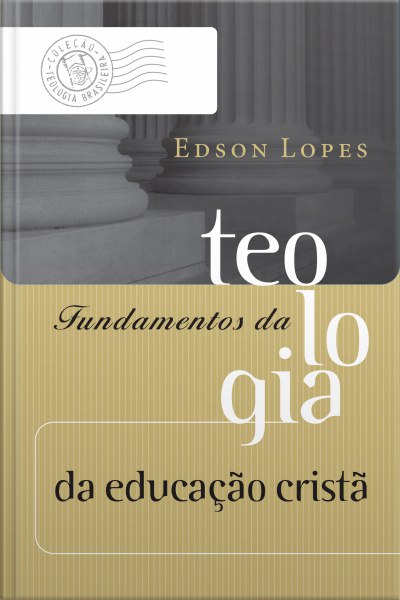 COLEÇÃO
TEOLOGIA BRASILEIRA
EDSON LOPES
teo
Fundamentos da lo
gia
da educação cristã